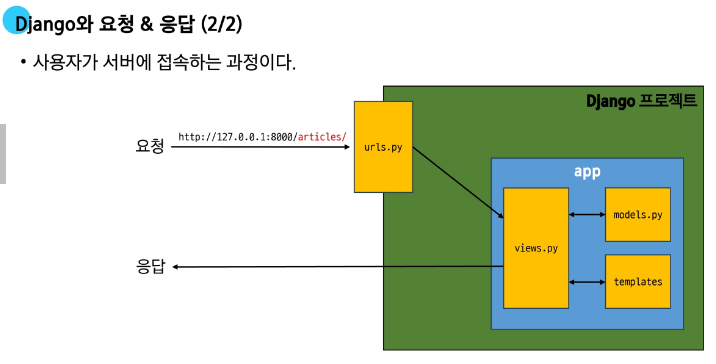 Django와 요청 & 응답 (2/2)
• 사용자가 서버에 접속하는 과정이다.
Django 프로젝트
요청
http://127.0.0.1:8000/articles/
urls.py
app
views.py
models.py
templates
응답